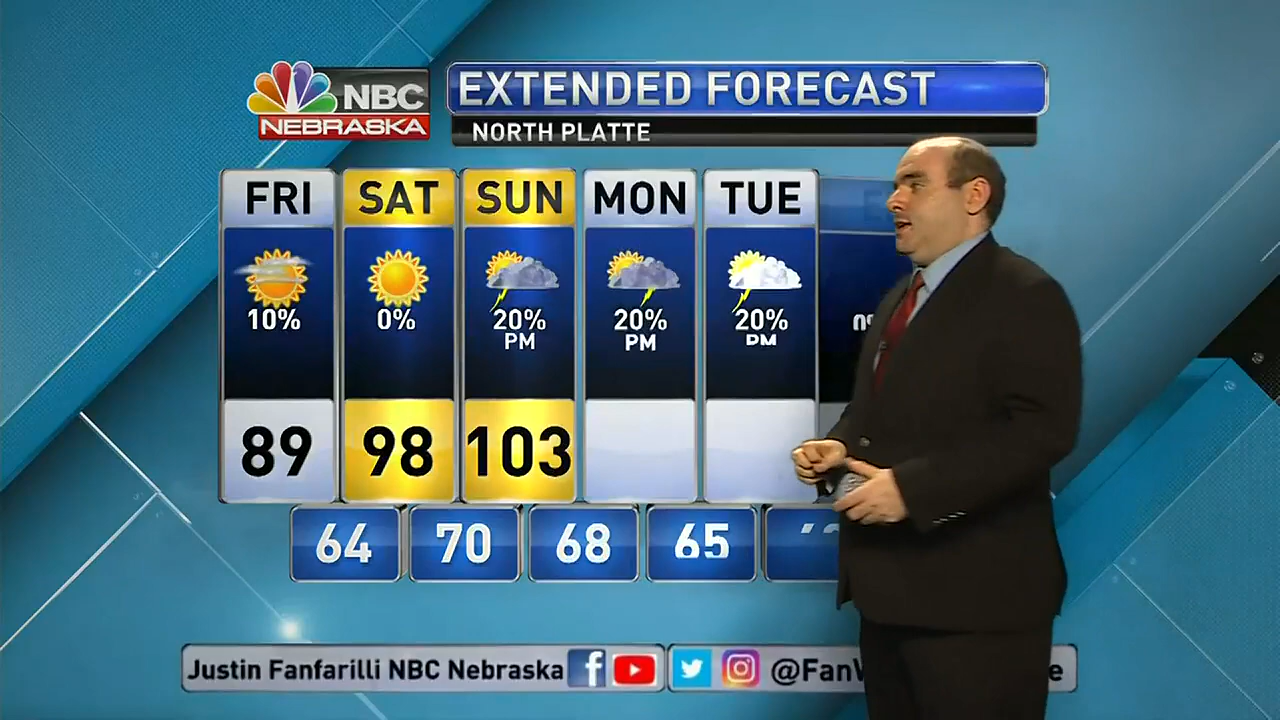 NBC
NEBRASKA
EXTENDED FORECAST
NORTH PLATTE
FRI SAT SUN MON TUE
10% 0% 20% 20% 20%
PM PM PM
89 98 103
64 70 68 65
Justin Fanfarilli NBC Nebraska